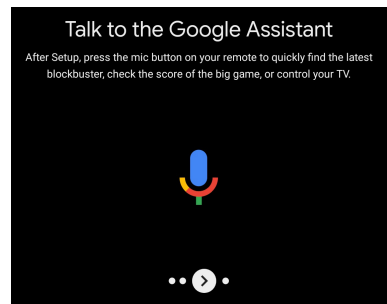 Talk to the Google Assistant
After Setup, press the mic button on your remote to quickly find the latest
blockbuster, check the score of the big game, or control your TV.